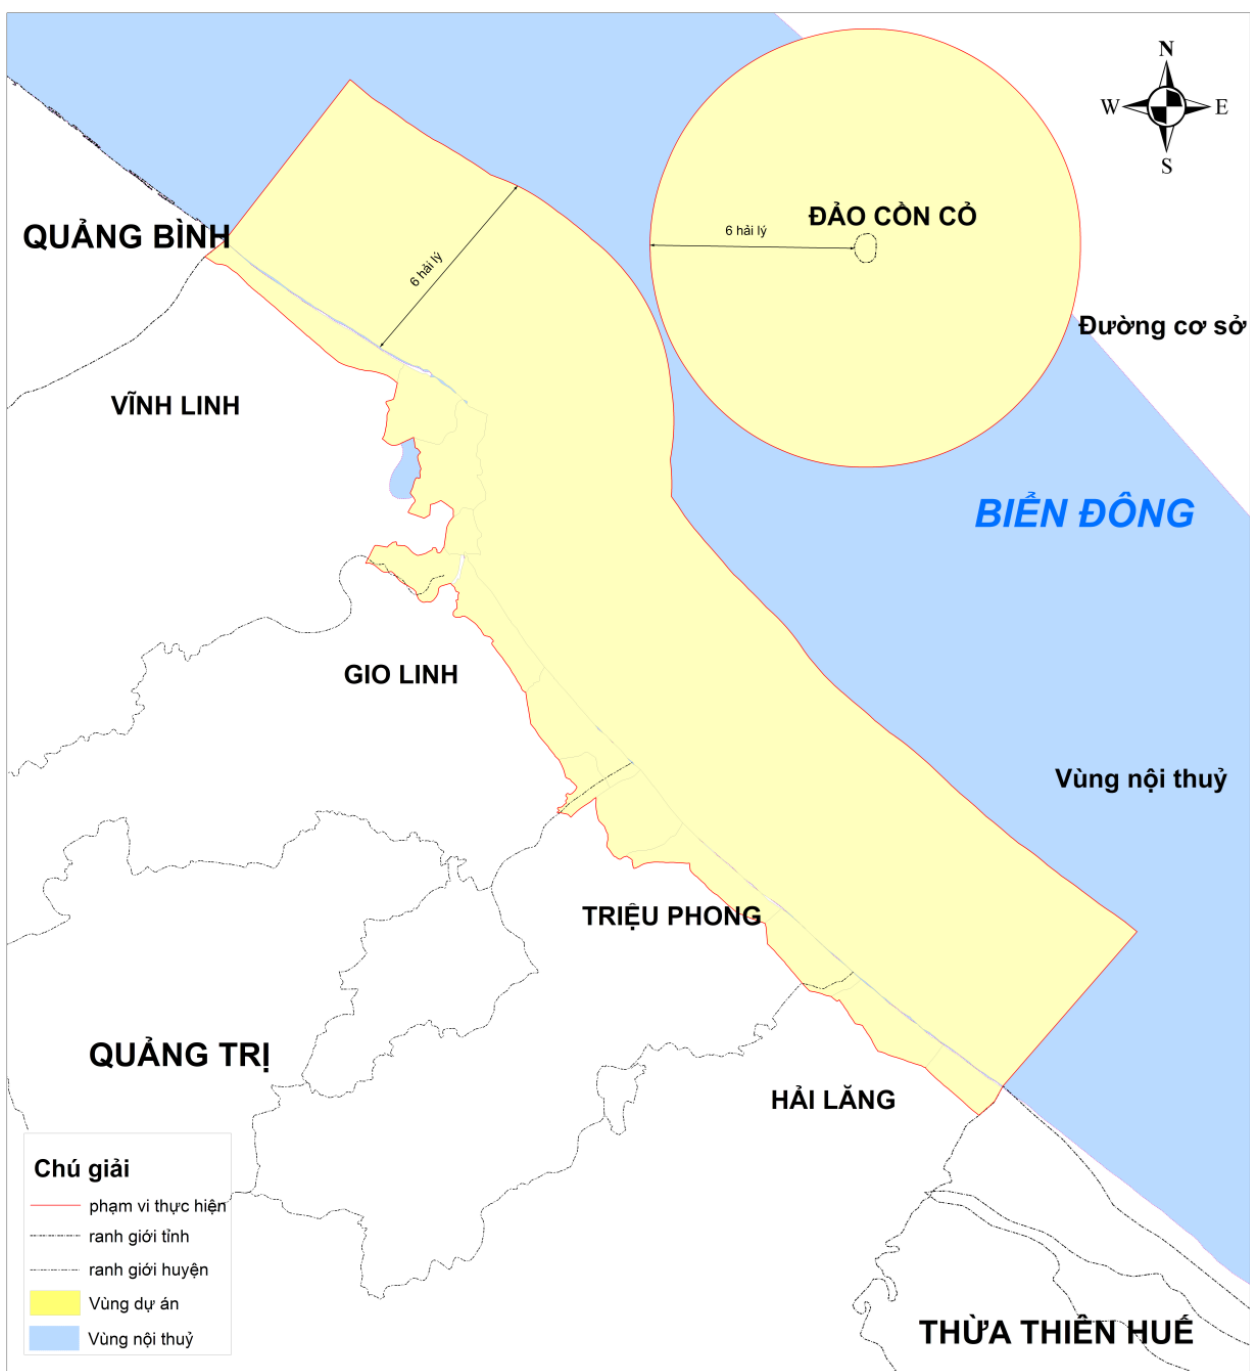 N
W
E
S
QUẢNG BÌNH
ĐẢO CỒN CỎ
6 hải lý
6 hải lý
Đường cơ sở
VĨNH LINH
BIỂN ĐÔNG
GIO LINH
Vùng nội thuỷ
TRIỆU PHONG
QUẢNG TRỊ
HẢI LĂNG
Chú giải
phạm vi thực hiện
ranh giới tỉnh
ranh giới huyện
Vùng dự án
Vùng nội thuỷ
THỪA THIÊN HUẾ